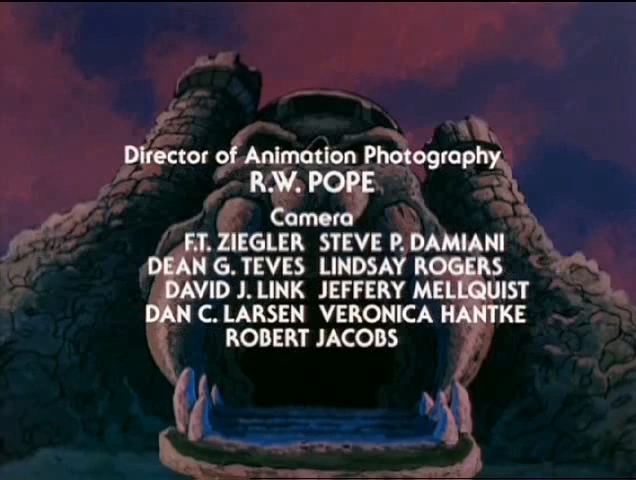 Director of Animation Photography
R.W. POPE
Camera
F.T. ZIEGLER STEVE P. DAMIANI
DEAN G. TEVES LINDSAY ROGERS
DAVID J. LINK JEFFERY MELLQUIST
DAN C. LARSEN VERONICA HANTKE
ROBERT JACOBS